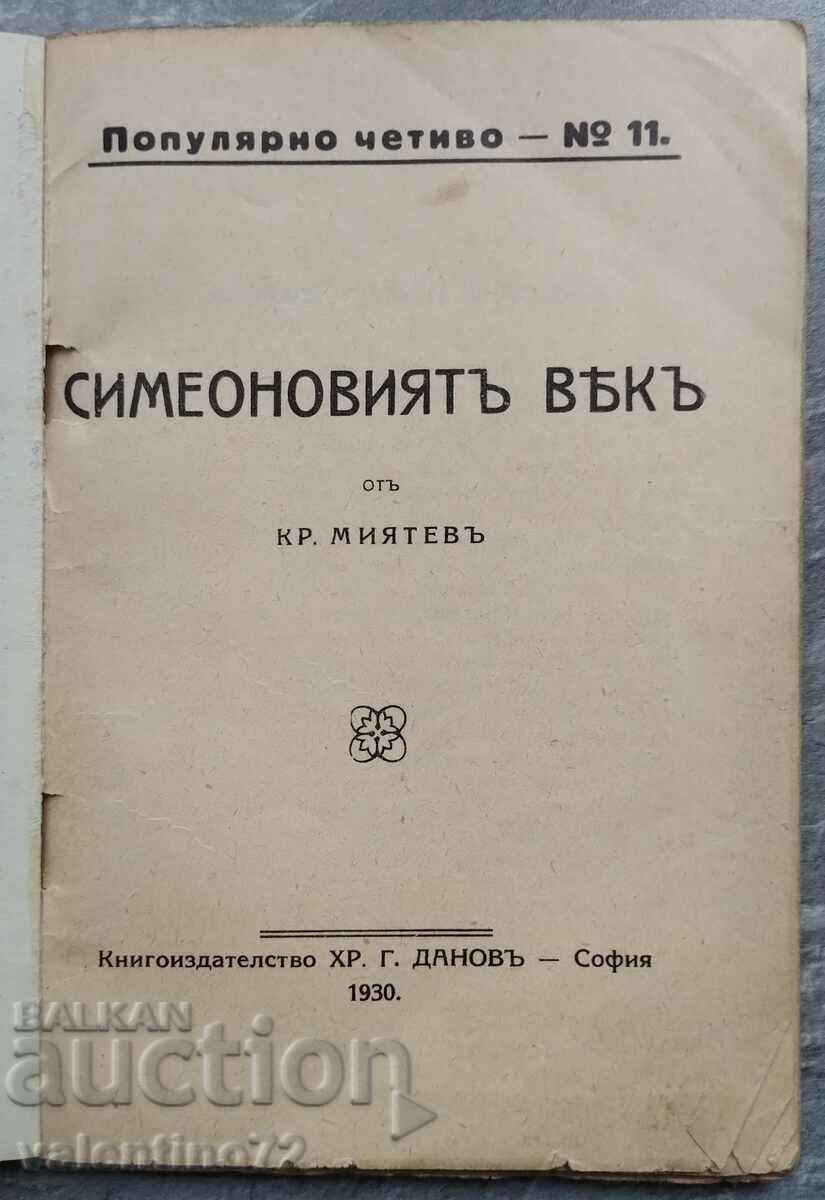 Популярно четиво — № 11.
СИМЕОНОВИЯТЪ ВѢКЪ
отъ
КР. МИЯТЕВЪ
Книгоиздателство ХР. Г. ДАНОВЪ — София
1930.
BALKAN
auction
valentino72